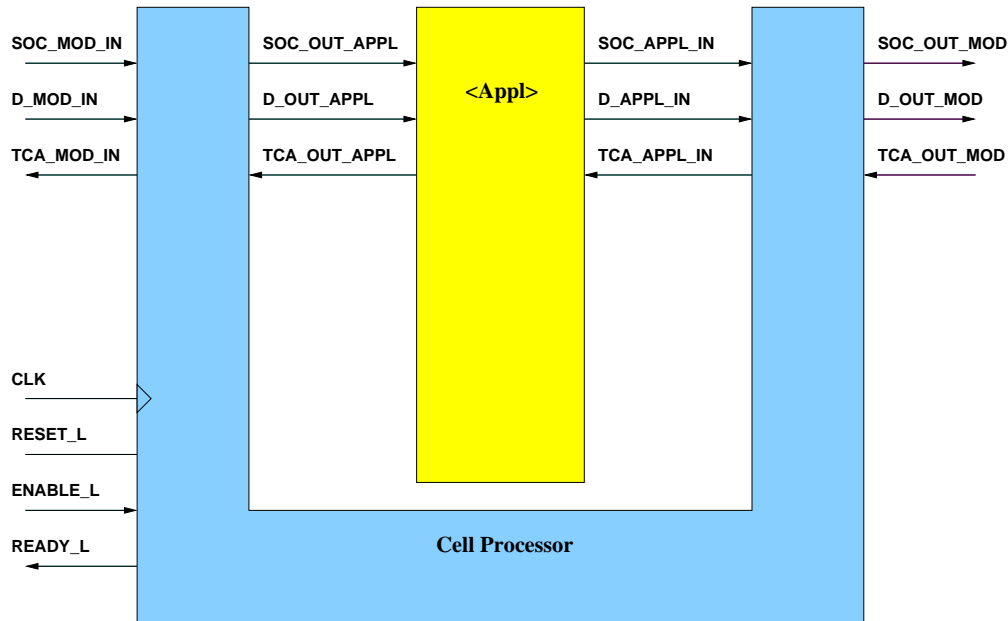 SOC_MOD_IN SOC_OUT_APPL SOC_APPL_IN SOC_OUT_MOD
<Appl>
D_MOD_IN D_OUT_APPL D_APPL_IN D_OUT_MOD
TCA_MOD_IN TCA_OUT_APPL TCA_APPL_IN TCA_OUT_MOD
CLK
RESET_L
ENABLE_L
Cell Processor
READY_L